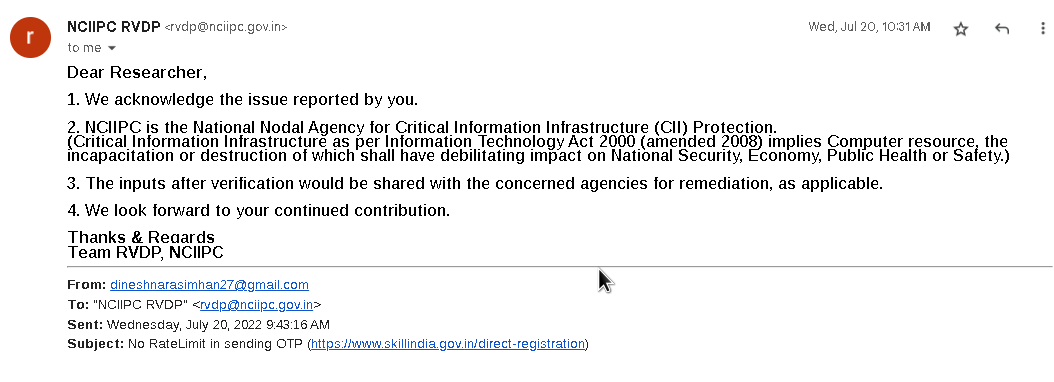 r
NCIIPC RVDP <rvdp@nciipc.gov.in>
Wed, Jul 20, 10:31 AM
to me
Dear Researcher,
1. We acknowledge the issue reported by you.
2. NCIIPC is the National Nodal Agency for Critical Information Infrastructure (CII) Protection.
(Critical Information Infrastructure as per Information Technology Act 2000 (amended 2008) implies Computer resource, the
incapacitation or destruction of which shall have debilitating impact on National Security, Economy, Public Health or Safety.)
3. The inputs after verification would be shared with the concerned agencies for remediation, as applicable.
4. We look forward to your continued contribution.
Thanks & Regards
Team RVDP, NCIIPC
From: dineshnarasimhan27@gmail.com
To: "NCIIPC RVDP" <rvdp@nciipc.gov.in>
Sent: Wednesday, July 20, 2022 9:43:16 AM
Subject: No RateLimit in sending OTP (https://www.skillindia.gov.in/direct-registration)